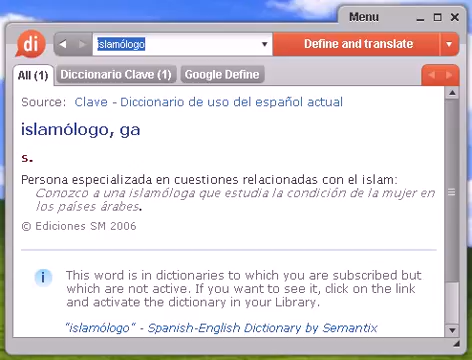 Menu
di
islamólogo
Define and translate
All (1)
Diccionario Clave (1)
Google Define
Source: Clave - Diccionario de uso del español actual
islamólogo, ga
s.
Persona especializada en cuestiones relacionadas con el islam:
Conozco a una islamóloga que estudia la condición de la mujer en
los países árabes.
© Ediciones SM 2006
i
This word is in dictionaries to which you are subscribed but
which are not active. If you want to see it, click on the link
and activate the dictionary in your Library.
"islamólogo" - Spanish-English Dictionary by Semantix